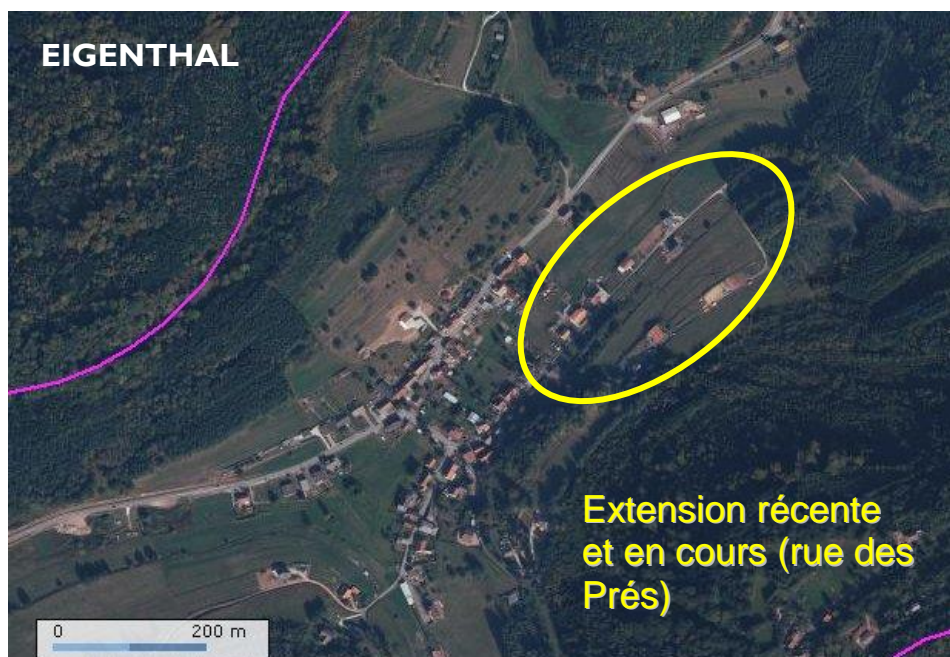 EIGENTHAL
Extension récente
et en cours (rue des
Prés)
0 200 m